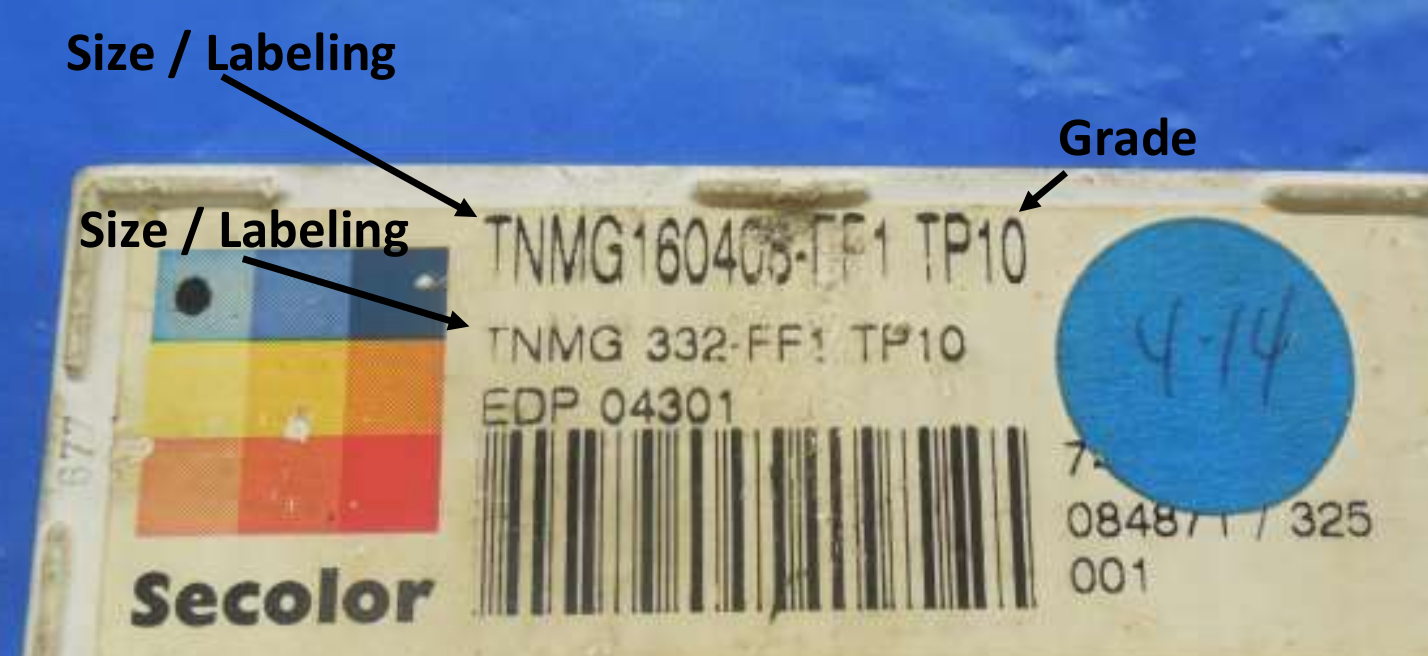 Size / Labeling
Grade
Size / Labeling
TNMG160408-FF1 TP10
TNMG 332-FF1 TP10
EDP 04301
4-14
/ 325
001
677
Secolor